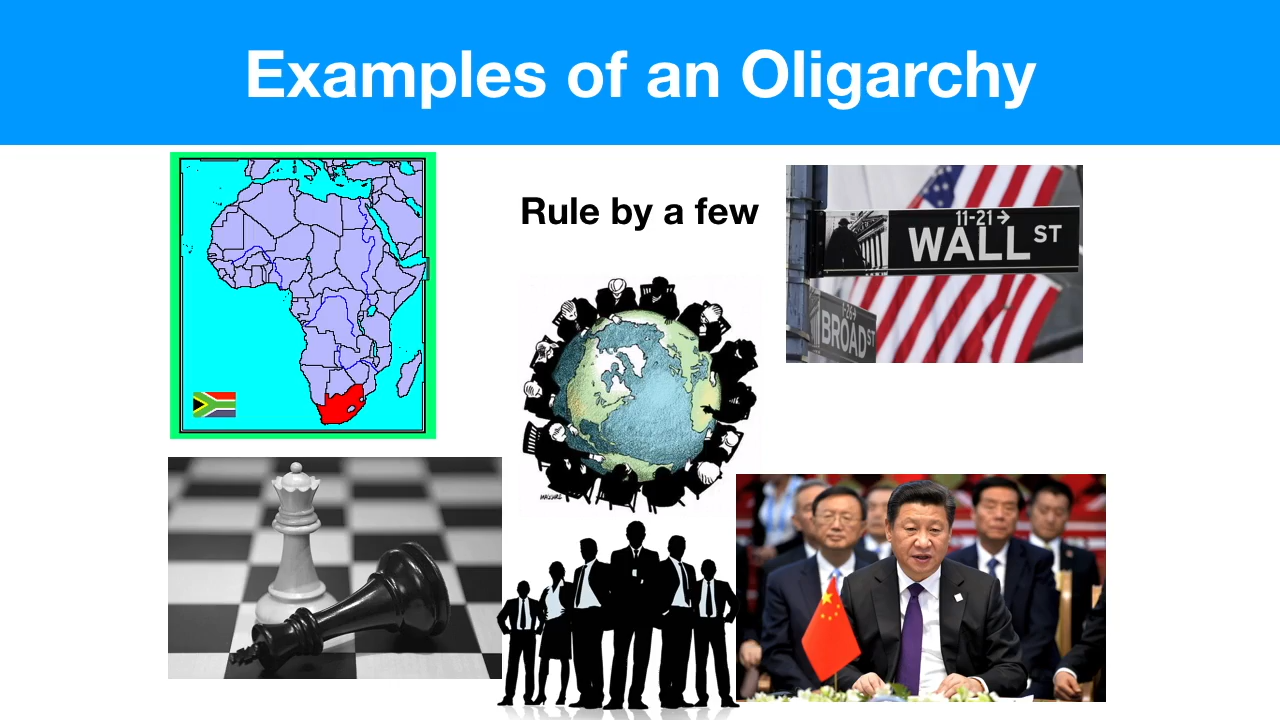 Examples of an Oligarchy
Rule by a few
11-21 →
WALL ST
BROAD ST